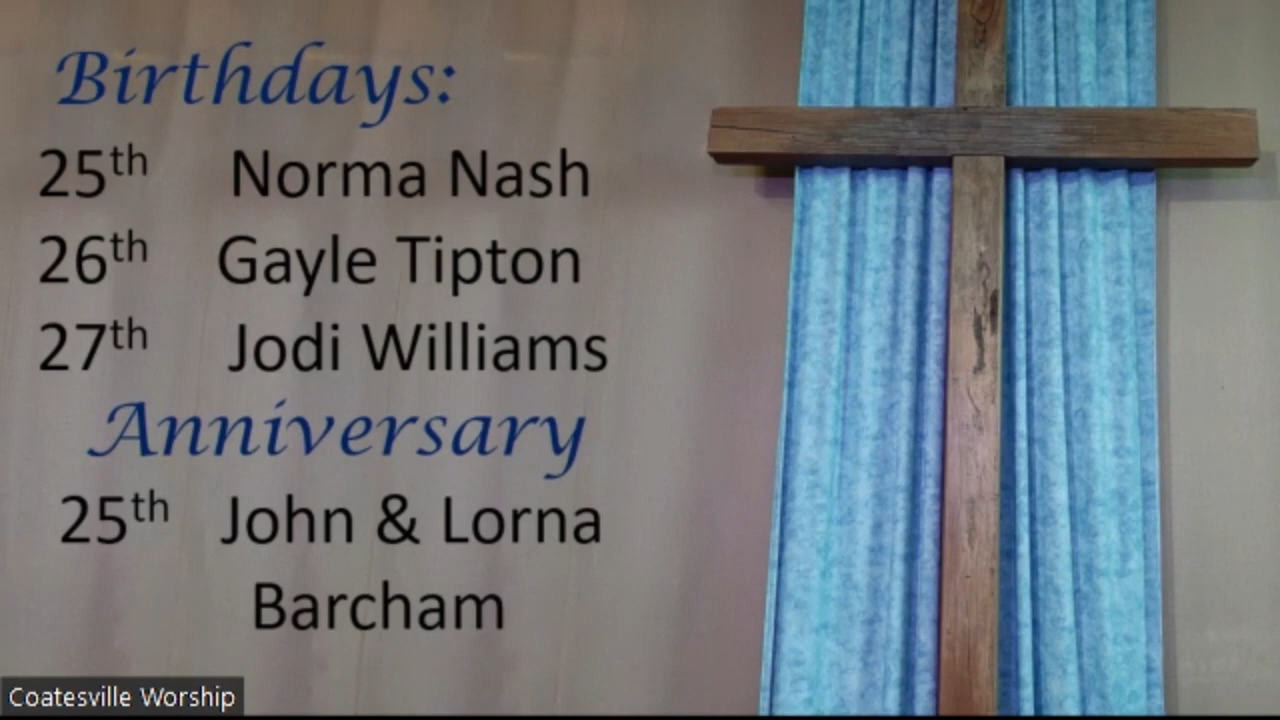 Birthdays:
25th Norma Nash
26th Gayle Tipton
27th Jodi Williams
Anniversary
25th John & Lorna
Barcham
Coatesville Worship